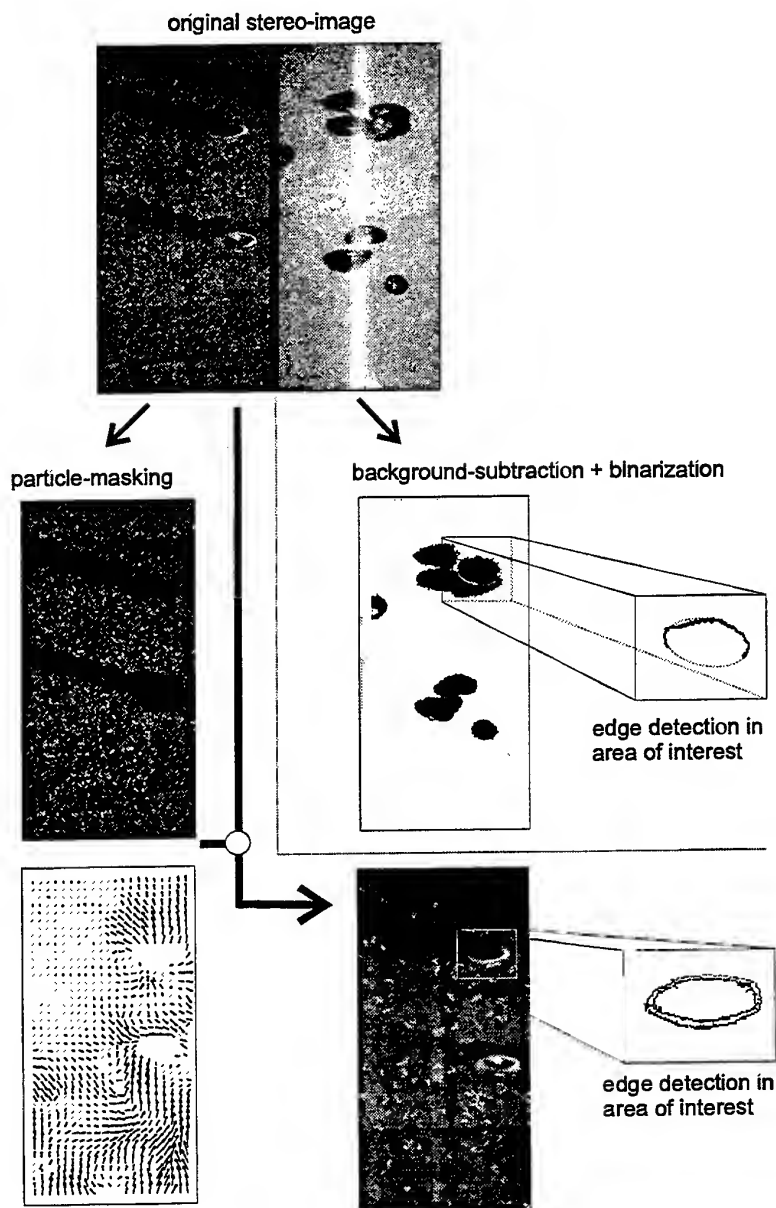 original stereo-image
particle-masking
background-subtraction + binarization
edge detection in
area of interest
edge detection in
area of interest